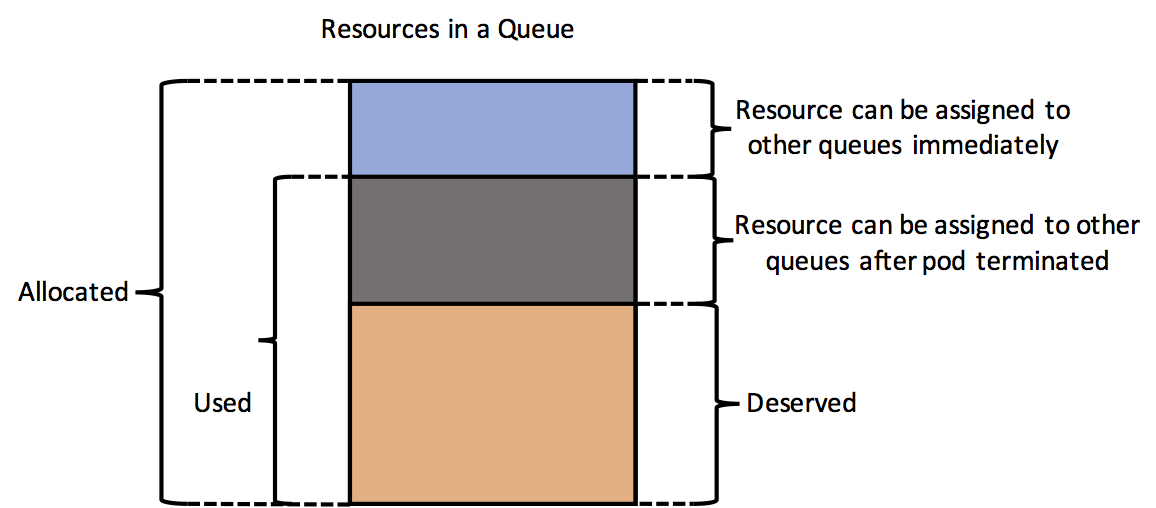 Resources in a Queue
Resource can be assigned to
other queues immediately
Resource can be assigned to other
queues after pod terminated
Allocated
Used
Deserved